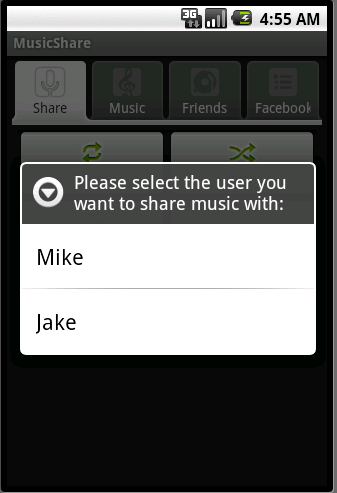 3G 4:55 AM
MusicShare
Share Music Friends Facebook
Please select the user you
want to share music with:
Mike
Jake